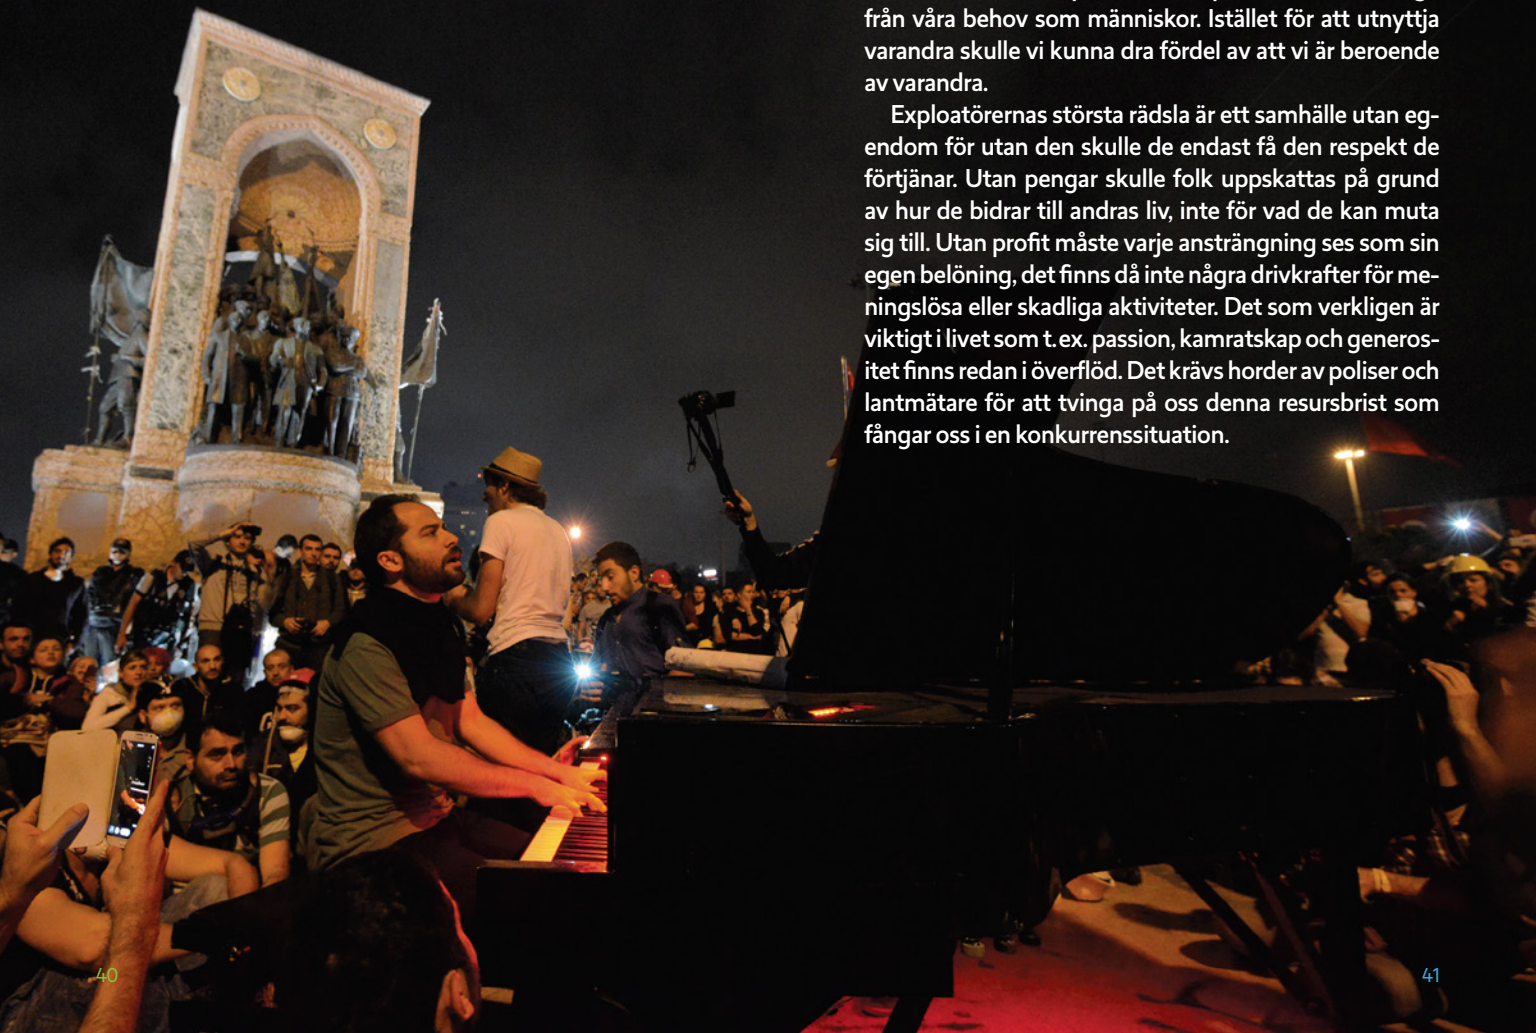 från våra behov som människor. Istället för att utnyttja
varandra skulle vi kunna dra fördel av att vi är beroende
av varandra.
Exploatörernas största rädsla är ett samhälle utan eg-
endom för utan den skulle de endast få den respekt de
förtjänar. Utan pengar skulle folk uppskattas på grund
av hur de bidrar till andras liv, inte för vad de kan muta
sig till. Utan profit måste varje ansträngning ses som sin
egen belöning, det finns då inte några drivkrafter för me-
ningslösa eller skadliga aktiviteter. Det som verkligen är
viktigt i livet som t. ex. passion, kamratskap och generos-
itet finns redan i överflöd. Det krävs horder av poliser och
lantmätare för att tvinga på oss denna resursbrist som
fångar oss i en konkurrenssituation.
40
41